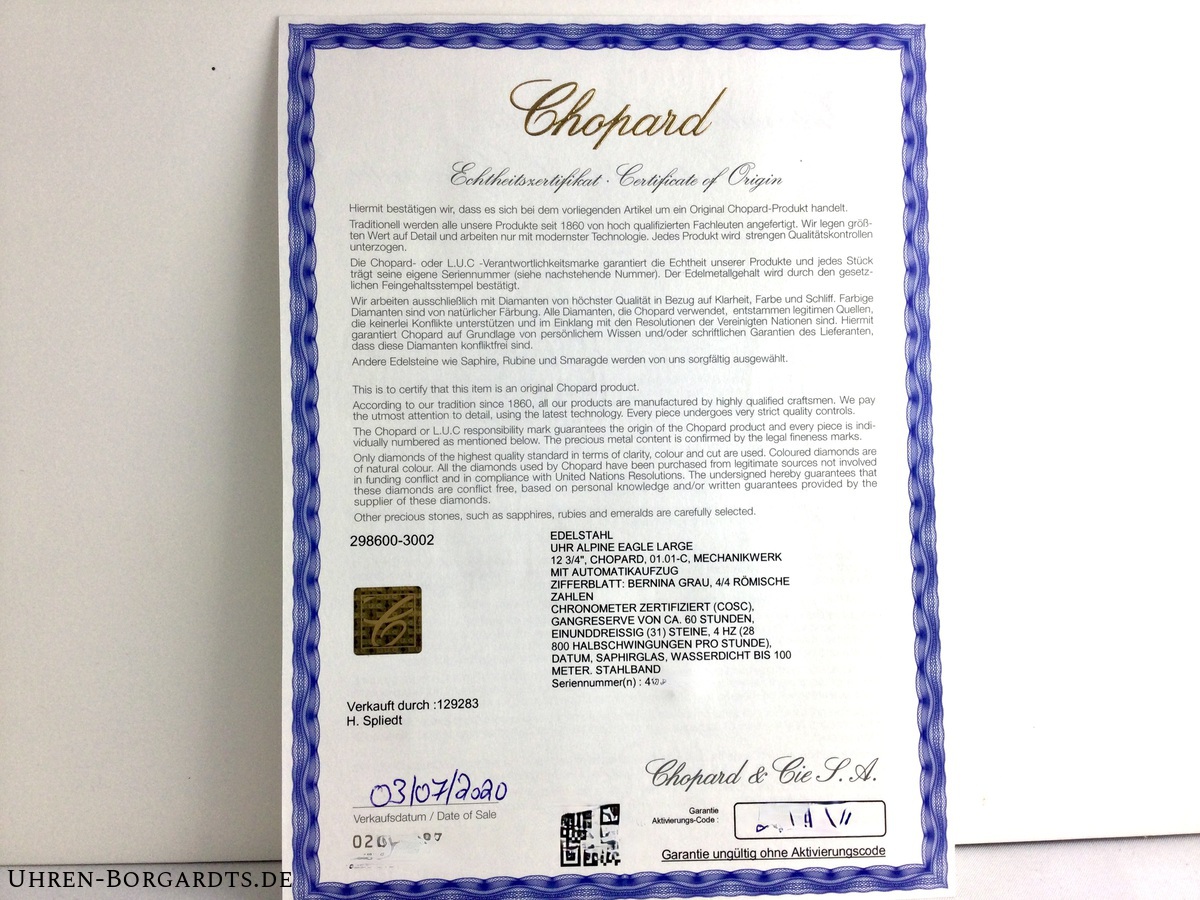 Chopard
Echtheitszertifikat · Certificate of Origin
Hiermit bestätigen wir, dass es sich bei dem vorliegenden Artikel um ein Original Chopard-Produkt handelt.
Traditionell werden alle unsere Produkte seit 1860 von hoch qualifizierten Fachleuten angefertigt. Wir legen größ-
ten Wert auf Detail und arbeiten nur mit modernster Technologie. Jedes Produkt wird strengen Qualitätskontrollen
unterzogen.
Die Chopard- oder L.U.C -Verantwortlichkeitsmarke garantiert die Echtheit unserer Produkte und jedes Stück
trägt seine eigene Seriennummer (siehe nachstehende Nummer). Der Edelmetallgehalt wird durch den gesetz-
lichen Feingehaltsstempel bestätigt.
Wir arbeiten ausschließlich mit Diamanten von höchster Qualität in Bezug auf Klarheit, Farbe und Schliff. Farbige
Diamanten sind von natürlicher Färbung. Alle Diamanten, die Chopard verwendet, entstammen legitimen Quellen,
die keinerlei Konflikte unterstützen und im Einklang mit den Resolutionen der Vereinigten Nationen sind. Hiermit
garantiert Chopard auf Grundlage von persönlichem Wissen und/oder schriftlichen Garantien des Lieferanten,
dass diese Diamanten konfliktfrei sind.
Andere Edelsteine wie Saphire, Rubine und Smaragde werden von uns sorgfältig ausgewählt.
This is to certify that this item is an original Chopard product.
According to our tradition since 1860, all our products are manufactured by highly qualified craftsmen. We pay
the utmost attention to detail, using the latest technology. Every piece undergoes very strict quality controls.
The Chopard or L.U.C responsibility mark guarantees the origin of the Chopard product and every piece is indi-
vidually numbered as mentioned below. The precious metal content is confirmed by the legal fineness marks.
Only diamonds of the highest quality standard in terms of clarity, colour and cut are used. Coloured diamonds are
of natural colour. All the diamonds used by Chopard have been purchased from legitimate sources not involved
in funding conflict and in compliance with United Nations Resolutions. The undersigned hereby guarantees that
these diamonds are conflict free, based on personal knowledge and/or written guarantees provided by the
supplier of these diamonds.
Other precious stones, such as sapphires, rubies and emeralds are carefully selected.
298600-3002
EDELSTAHL
UHR ALPINE EAGLE LARGE
12 3/4", CHOPARD, 01.01-C, MECHANIKWERK
MIT AUTOMATIKAUFZUG
ZIFFERBLATT: BERNINA GRAU, 4/4 RÖMISCHE
ZAHLEN
CHRONOMETER ZERTIFIZIERT (COSC),
GANGRESERVE VON CA. 60 STUNDEN,
EINUNDDREISSIG (31) STEINE, 4 HZ (28
800 HALBSCHWINGUNGEN PRO STUNDE),
DATUM, SAPHIRGLAS, WASSERDICHT BIS 100
METER. STAHLBAND
Seriennummer(n) :
Verkauft durch :129283
H. Spliedt
Chopard & Cie S. A.
03/07/2020
Verkaufsdatum / Date of Sale
Garantie
Aktivierungs-Code :
Garantie ungültig ohne Aktivierungscode
UHREN-BORGARDTS.DE